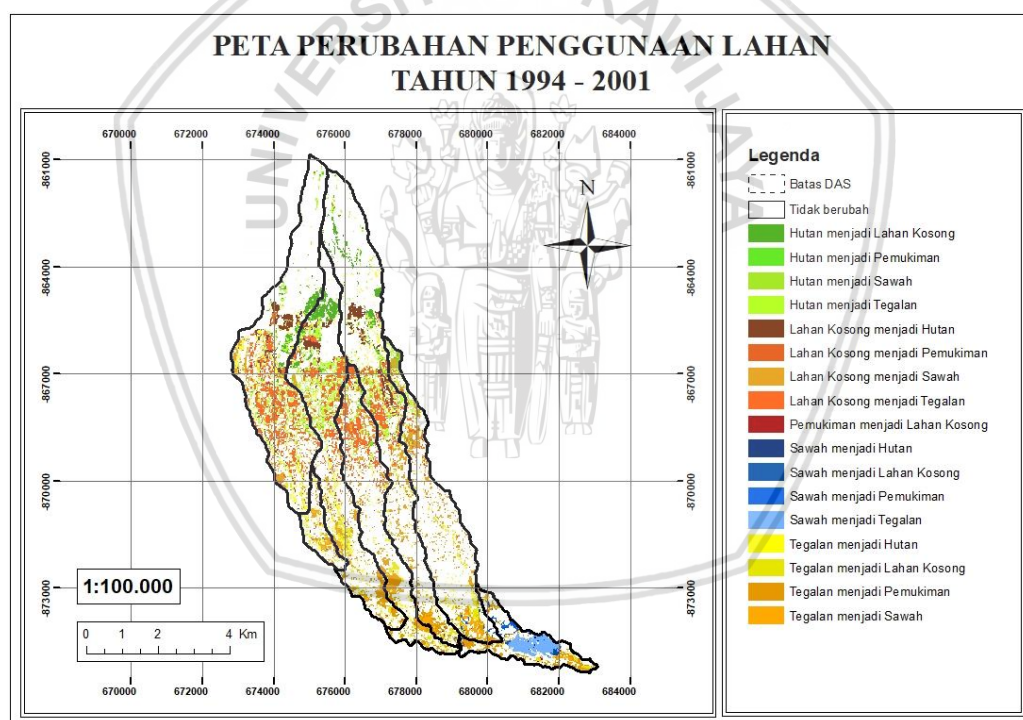 UNIVERSITAS BRAWIJAYA
PETA PERUBAHAN PENGGUNAAN LAHAN
TAHUN 1994 - 2001
670000 672000 674000 676000 678000 680000 682000 684000
861000 861000
864000 864000
867000 867000
870000 870000
873000 873000
N
1:100.000
0 1 2 4 Km
670000 672000 674000 676000 678000 680000 682000 684000
Legenda
Batas DAS
Tidak berubah
Hutan menjadi Lahan Kosong
Hutan menjadi Pemukiman
Hutan menjadi Sawah
Hutan menjadi Tegalan
Lahan Kosong menjadi Hutan
Lahan Kosong menjadi Pemukiman
Lahan Kosong menjadi Sawah
Lahan Kosong menjadi Tegalan
Pemukiman menjadi Lahan Kosong
Sawah menjadi Hutan
Sawah menjadi Lahan Kosong
Sawah menjadi Pemukiman
Sawah menjadi Tegalan
Tegalan menjadi Hutan
Tegalan menjadi Lahan Kosong
Tegalan menjadi Pemukiman
Tegalan menjadi Sawah